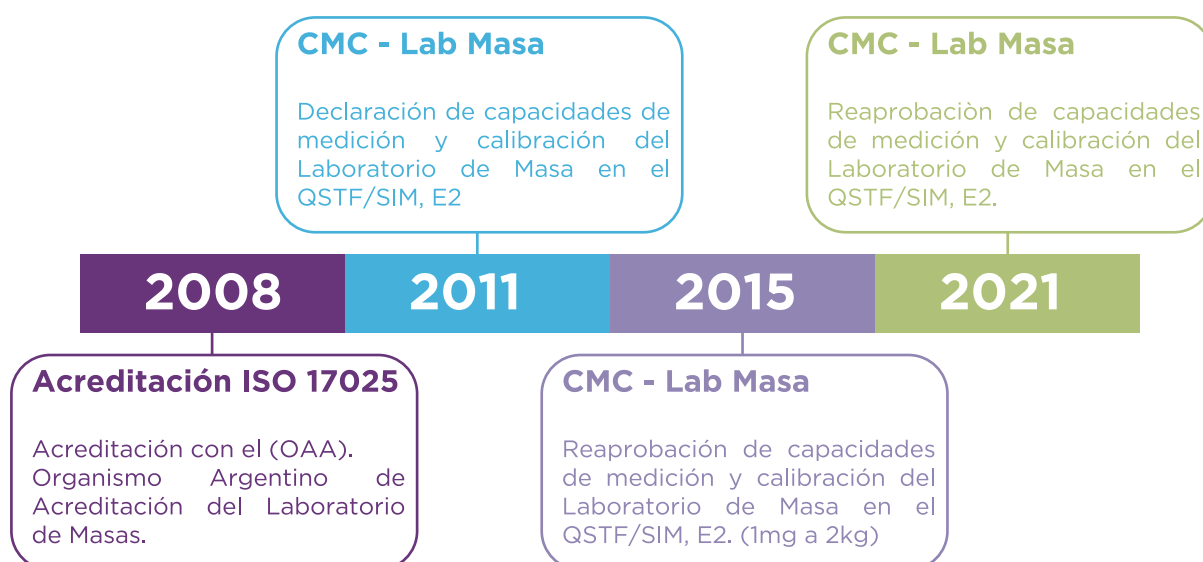 CMC - Lab Masa
Declaración de capacidades de
medición y calibración del
Laboratorio de Masa en el
QSTF/SIM, E2
CMC - Lab Masa
Reaprobaciòn de capacidades
de medición y calibración del
Laboratorio de Masa en el
QSTF/SIM, E2.
2008
2011
2015
2021
Acreditación ISO 17025
Acreditación con el (OAA).
Organismo Argentino de
Acreditación del Laboratorio
de Masas.
CMC - Lab Masa
Reaprobación de capacidades
de medición y calibración del
Laboratorio de Masa en el
QSTF/SIM, E2. (1mg a 2kg)